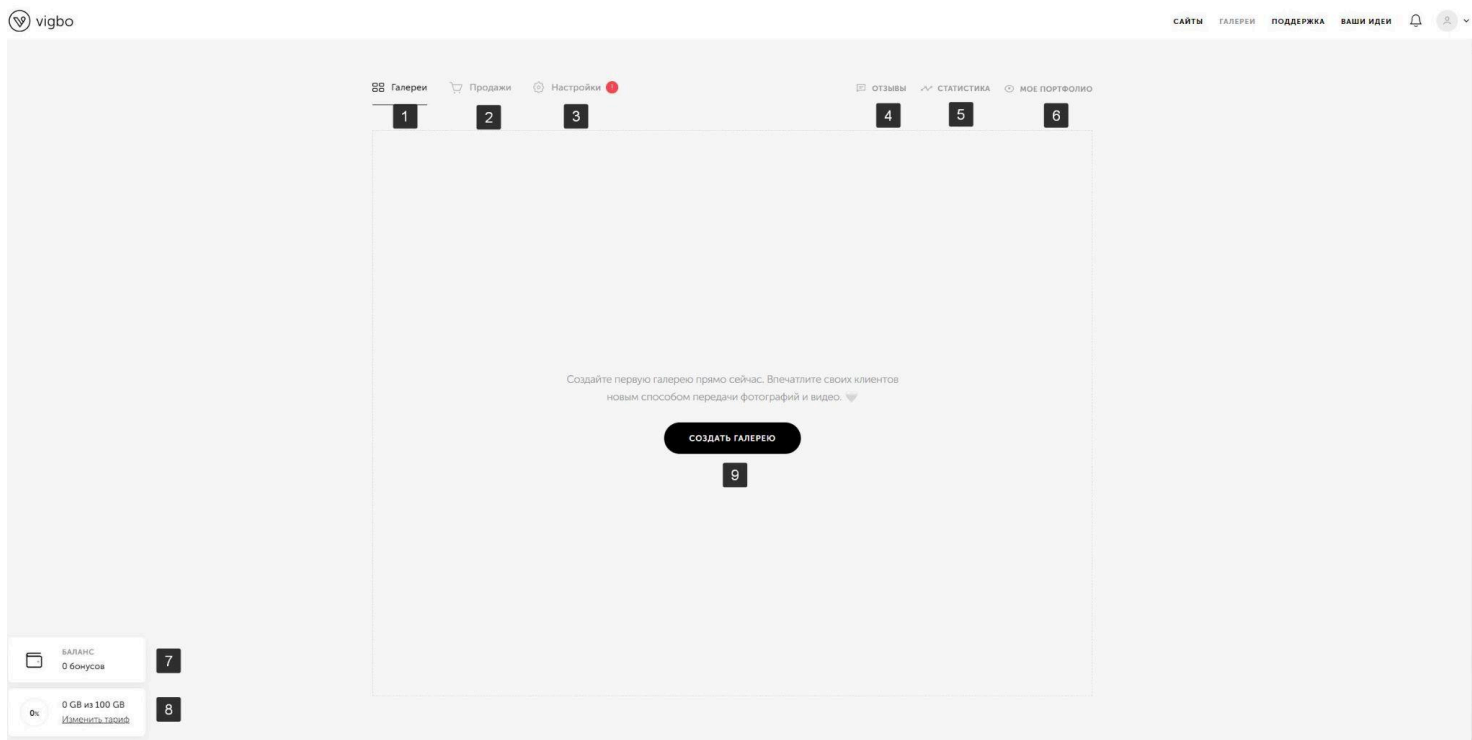 vigbo
САЙТЫ ГАЛЕРЕИ ПОДДЕРЖКА ВАШИ ИДЕИ
Галереи Продажи Настройки !
ОТЗЫВЫ СТАТИСТИКА МОЕ ПОРТФОЛИО
1 2 3 4 5 6
Создайте первую галерею прямо сейчас. Впечатлите своих клиентов
новым способом передачи фотографий и видео.
СОЗДАТЬ ГАЛЕРЕЮ
9
БАЛАНС
0 бонусов
7
0%
0 GB из 100 GB
Изменить тариф
8